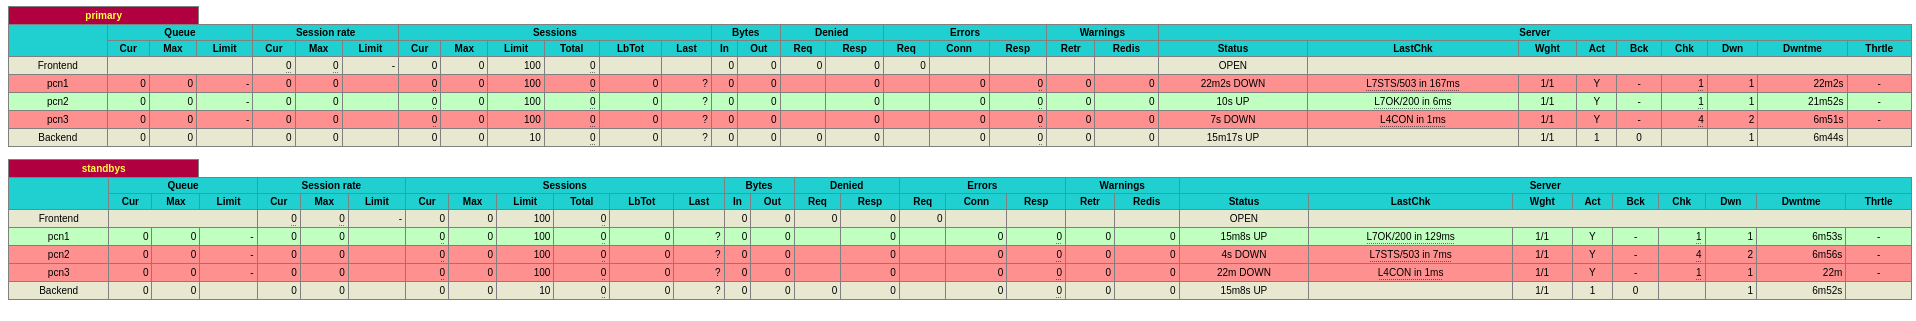 primary
Queue Session rate Sessions Bytes Denied Errors Warnings Server
Cur Max Limit Cur Max Limit Cur Max Limit Total LbTot Last In Out Req Resp Req Conn Resp Retr Redis Status LastChk Wght Act Bck Chk Dwn Dwntme Thrtle
Frontend 0 0 - 0 0 100 0 0 0 0 0 0 OPEN
pcn1 0 0 - 0 0 0 0 100 0 0 ? 0 0 0 0 0 0 0 22m2s DOWN L7STS/503 in 167ms 1/1 Y - 1 1 22m2s -
pcn2 0 0 - 0 0 0 0 100 0 0 ? 0 0 0 0 0 0 0 10s UP L7OK/200 in 6ms 1/1 Y - 1 1 21m52s -
pcn3 0 0 - 0 0 0 0 100 0 0 ? 0 0 0 0 0 0 0 7s DOWN L4CON in 1ms 1/1 Y - 4 2 6m51s -
Backend 0 0 0 0 0 0 10 0 0 ? 0 0 0 0 0 0 0 0 15m17s UP 1/1 1 0 1 6m44s
standbys
Queue Session rate Sessions Bytes Denied Errors Warnings Server
Cur Max Limit Cur Max Limit Cur Max Limit Total LbTot Last In Out Req Resp Req Conn Resp Retr Redis Status LastChk Wght Act Bck Chk Dwn Dwntme Thrtle
Frontend 0 0 - 0 0 100 0 0 0 0 0 0 OPEN
pcn1 0 0 - 0 0 0 0 100 0 0 ? 0 0 0 0 0 0 0 15m8s UP L7OK/200 in 129ms 1/1 Y - 1 1 6m53s -
pcn2 0 0 - 0 0 0 0 100 0 0 ? 0 0 0 0 0 0 0 4s DOWN L7STS/503 in 7ms 1/1 Y - 4 2 6m56s -
pcn3 0 0 - 0 0 0 0 100 0 0 ? 0 0 0 0 0 0 0 22m DOWN L4CON in 1ms 1/1 Y - 1 1 22m -
Backend 0 0 0 0 0 0 10 0 0 ? 0 0 0 0 0 0 0 0 15m8s UP 1/1 1 0 1 6m52s